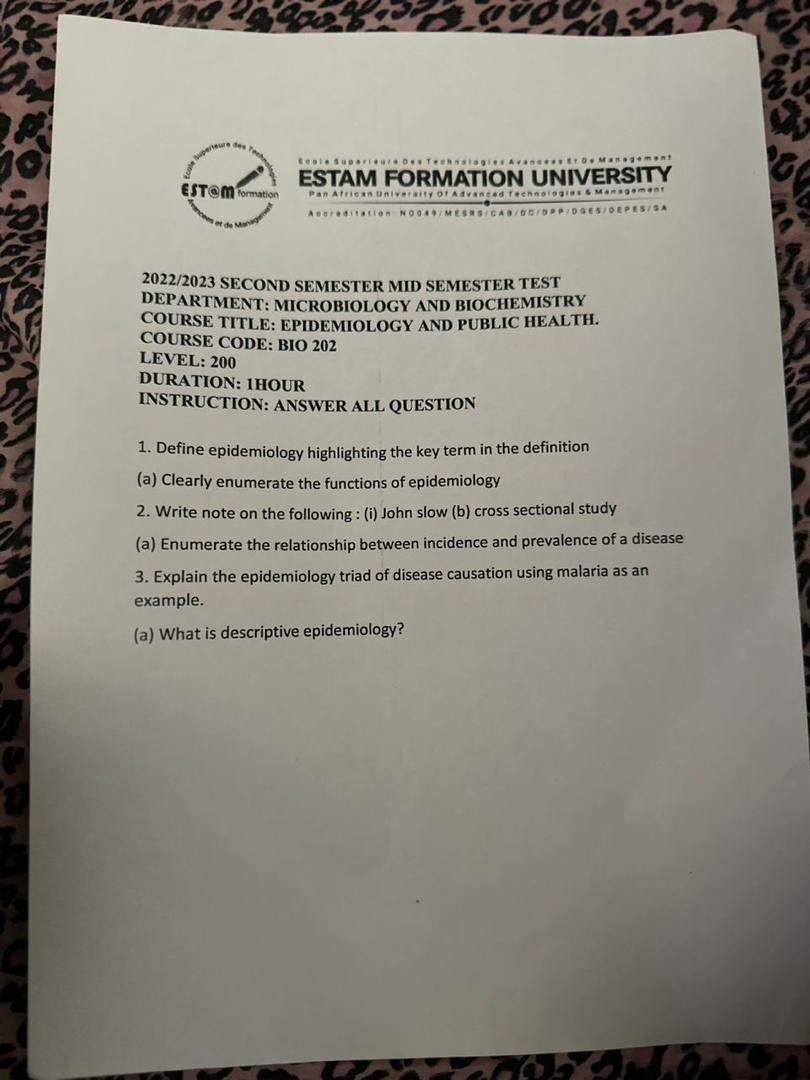 Ecole Superieure des Technologies
EST@M formation
Avancees et de Management
Ecole Superieure Des Technologies Avancees Et De Management
ESTAM FORMATION UNIVERSITY
Pan African University Of Advanced Technologies & Management
Accreditation N0049/MESRS/CAB/DC/DPP/DGES/DEPES/SA
2022/2023 SECOND SEMESTER MID SEMESTER TEST
DEPARTMENT: MICROBIOLOGY AND BIOCHEMISTRY
COURSE TITLE: EPIDEMIOLOGY AND PUBLIC HEALTH.
COURSE CODE: BIO 202
LEVEL: 200
DURATION: 1HOUR
INSTRUCTION: ANSWER ALL QUESTION
1. Define epidemiology highlighting the key term in the definition
(a) Clearly enumerate the functions of epidemiology
2. Write note on the following : (i) John slow (b) cross sectional study
(a) Enumerate the relationship between incidence and prevalence of a disease
3. Explain the epidemiology triad of disease causation using malaria as an
example.
(a) What is descriptive epidemiology?